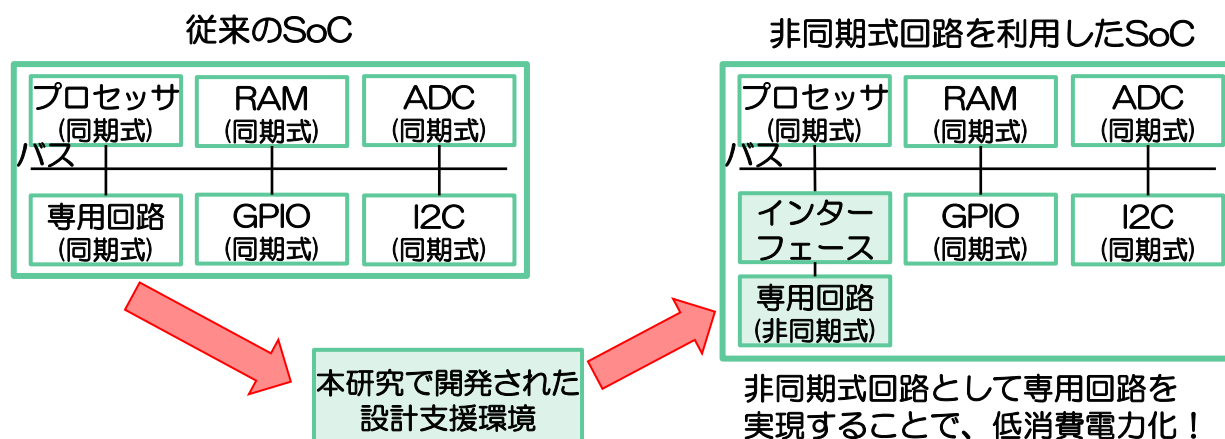 従来のSoC
プロセッサ
(同期式)
RAM
(同期式)
ADC
(同期式)
バス
専用回路
(同期式)
GPIO
(同期式)
I2C
(同期式)
本研究で開発された
設計支援環境
非同期式回路を利用したSoC
プロセッサ
(同期式)
RAM
(同期式)
ADC
(同期式)
バス
インター
フェース
GPIO
(同期式)
I2C
(同期式)
専用回路
(非同期式)
非同期式回路として専用回路を
実現することで、低消費電力化！